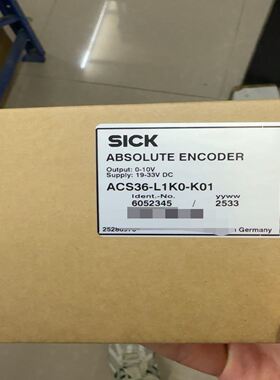 SICK
ABSOLUTE ENCODER
Output: 0-10V
Supply: 19-33V DC
ACS36-L1K0-K01
Ident.-No. yyww
6052345 / 2533
Germany